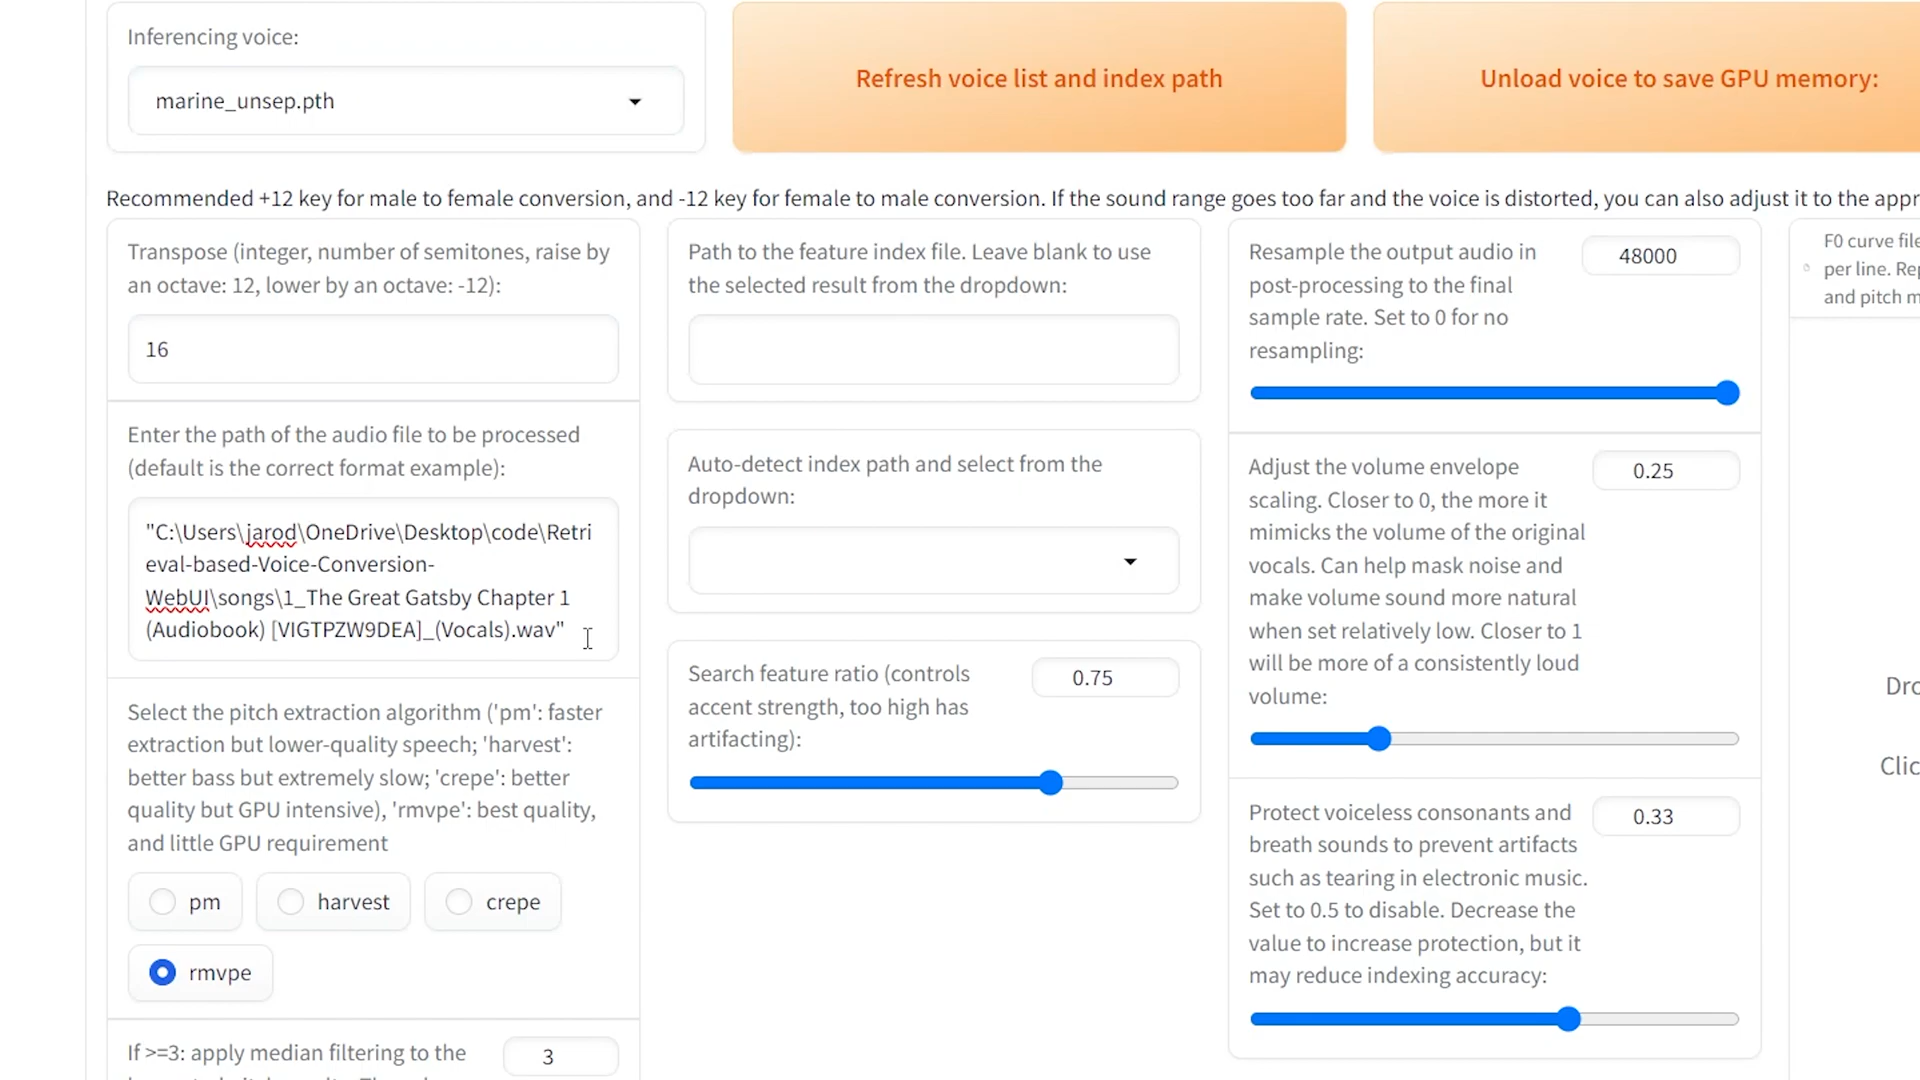 Inferencing voice:
marine_unsep.pth
Refresh voice list and index path
Unload voice to save GPU memory:
Recommended +12 key for male to female conversion, and -12 key for female to male conversion. If the sound range goes too far and the voice is distorted, you can also adjust it to the appr
Transpose (integer, number of semitones, raise by
an octave: 12, lower by an octave: -12):
16
Enter the path of the audio file to be processed
(default is the correct format example):
"C:\Users\jarod\OneDrive\Desktop\code\Retri
eval-based-Voice-Conversion-
WebUI\songs\1_The Great Gatsby Chapter 1
(Audiobook) [VIGTPZW9DEA]_(Vocals).wav"
Select the pitch extraction algorithm ('pm': faster
extraction but lower-quality speech; 'harvest':
better bass but extremely slow; 'crepe': better
quality but GPU intensive), 'rmvpe': best quality,
and little GPU requirement
pm
harvest
crepe
rmvpe
If >=3: apply median filtering to the
3
Path to the feature index file. Leave blank to use
the selected result from the dropdown:
Auto-detect index path and select from the
dropdown:
Search feature ratio (controls
accent strength, too high has
artifacting):
0.75
Resample the output audio in
post-processing to the final
sample rate. Set to 0 for no
resampling:
48000
Adjust the volume envelope
scaling. Closer to 0, the more it
mimicks the volume of the original
vocals. Can help mask noise and
make volume sound more natural
when set relatively low. Closer to 1
will be more of a consistently loud
volume:
0.25
Protect voiceless consonants and
breath sounds to prevent artifacts
such as tearing in electronic music.
Set to 0.5 to disable. Decrease the
value to increase protection, but it
may reduce indexing accuracy:
0.33
F0 curve file
per line. Rep
and pitch m
Dro
Clic